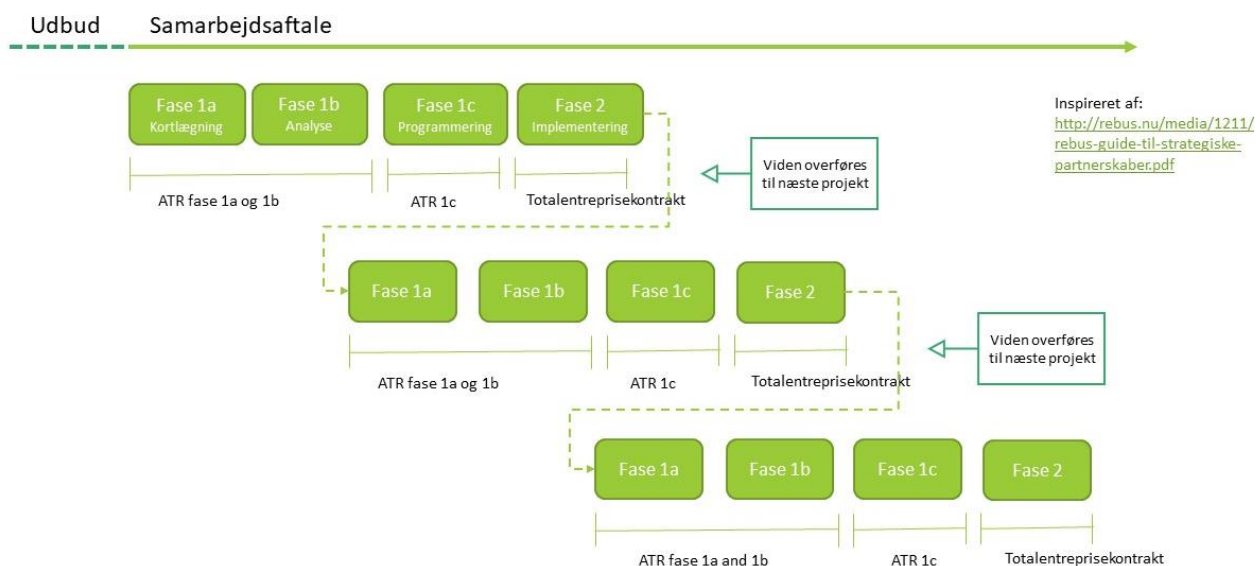 Udbud
Samarbejdsaftale
Fase 1a
Kortlægning
Fase 1b
Analyse
Fase 1c
Programmering
Fase 2
Implementering
Inspireret af:
http://rebus.nu/media/1211/
rebus-guide-til-strategiske-
partnerskaber.pdf
Viden overføres
til næste projekt
ATR fase 1a og 1b
ATR 1c
Totalentreprisekontrakt
Fase 1a
Fase 1b
Fase 1c
Fase 2
Viden overføres
til næste projekt
ATR fase 1a og 1b
ATR 1c
Totalentreprisekontrakt
Fase 1a
Fase 1b
Fase 1c
Fase 2
ATR fase 1a and 1b
ATR 1c
Totalentreprisekontrakt